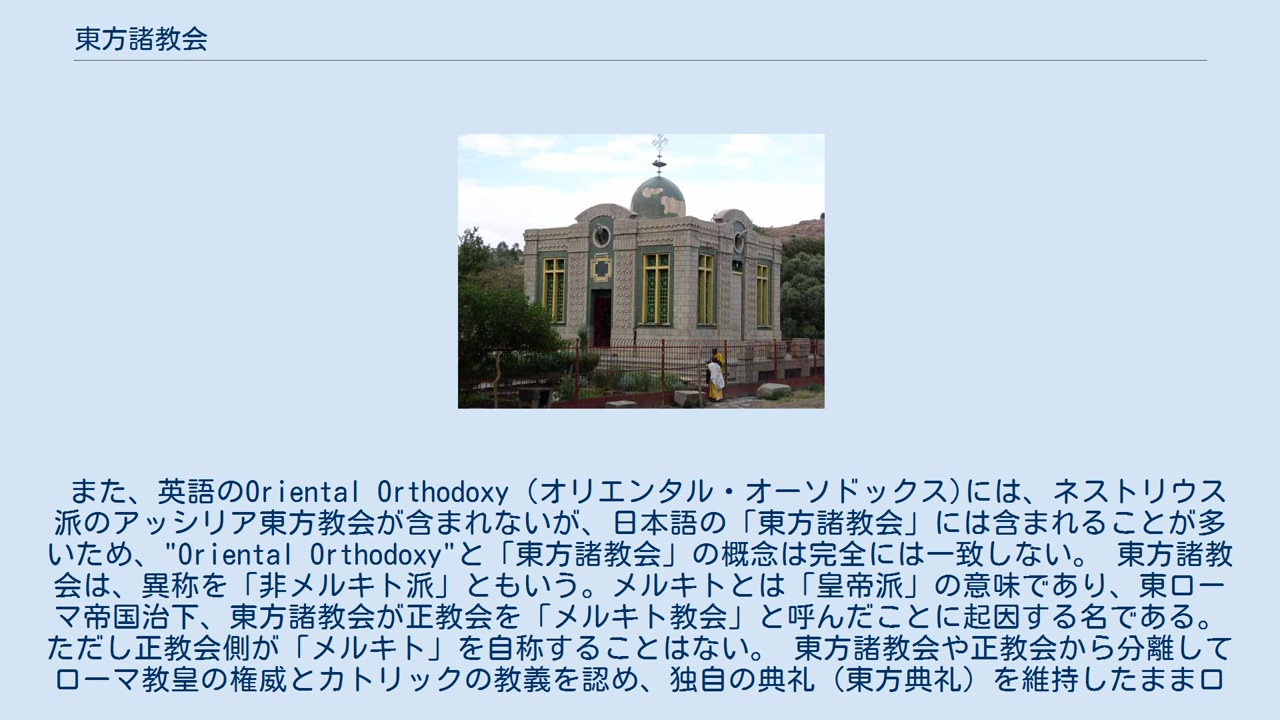 東方諸教会
また、英語のOriental Orthodoxy（オリエンタル・オーソドックス)には、ネストリウス
派のアッシリア東方教会が含まれないが、日本語の「東方諸教会」には含まれることが多
いため、"Oriental Orthodoxy"と「東方諸教会」の概念は完全には一致しない。 東方諸教
会は、異称を「非メルキト派」ともいう。メルキトとは「皇帝派」の意味であり、東ロー
マ帝国治下、東方諸教会が正教会を「メルキト教会」と呼んだことに起因する名である。
ただし正教会側が「メルキト」を自称することはない。 東方諸教会や正教会から分離して
ローマ教皇の権威とカトリックの教義を認め、独自の典礼（東方典礼）を維持したままロ